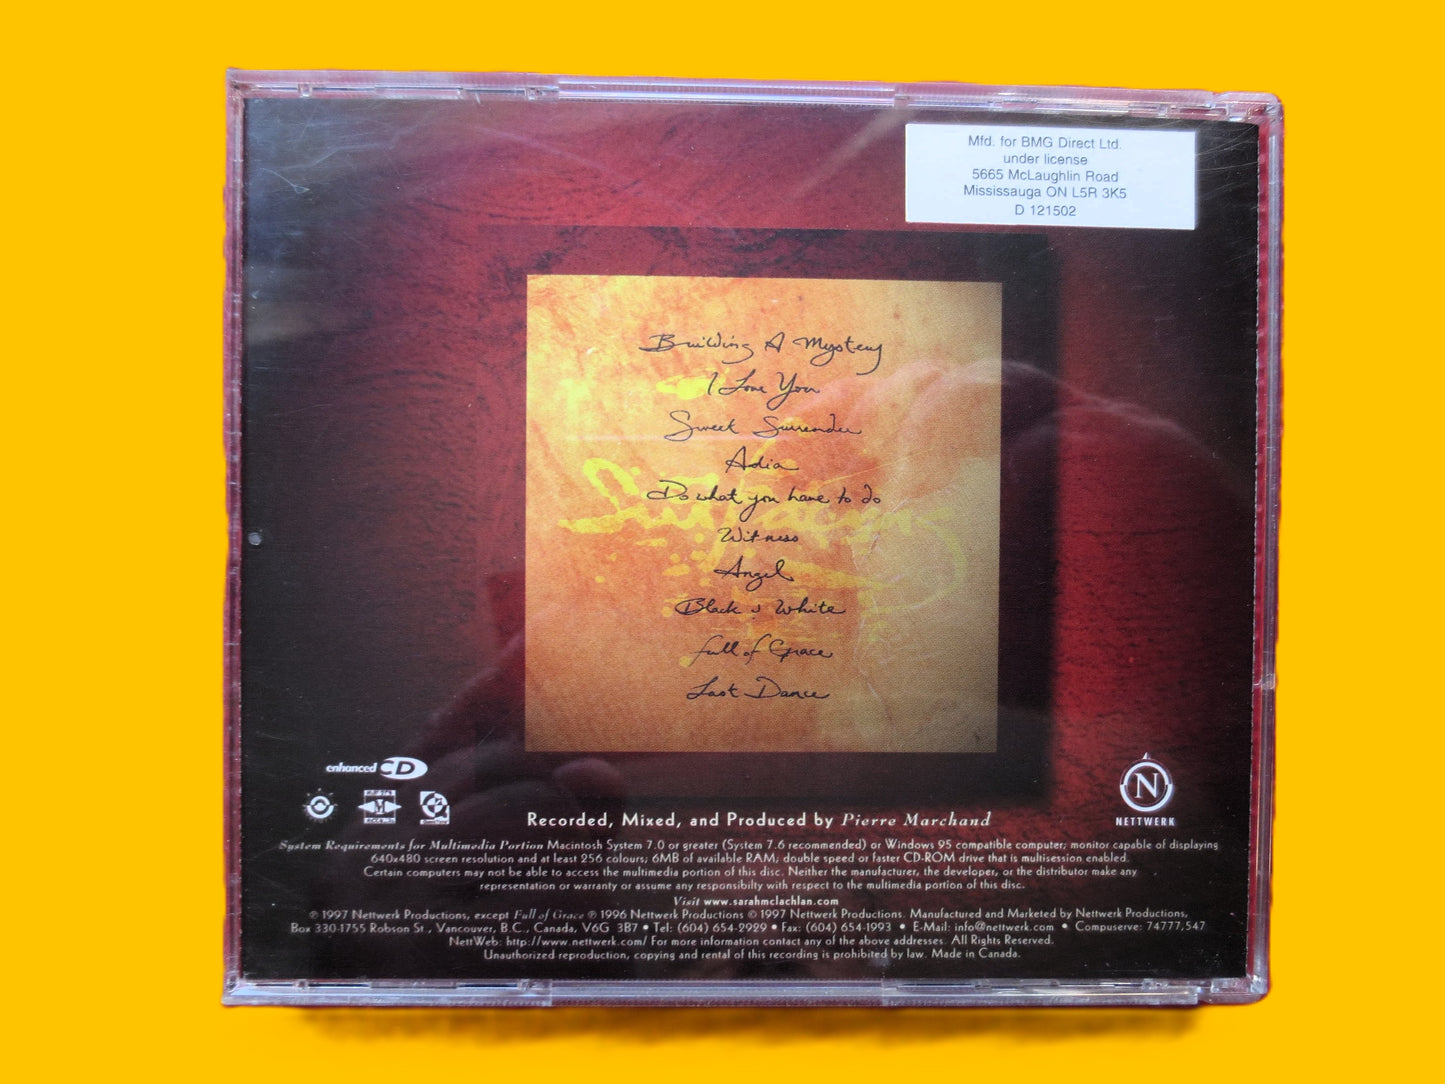 Mfd. for BMG Direct Ltd.
under license
5665 McLaughlin Road
Mississauga ON L5R 3K5
D 121502
Building A Mystery
I Love You
Sweet Surrender
Adia
Do what you have to do
Witness
Angel
Black & White
Full of Grace
Last Dance
enhanced CD
N
NETTWERK
Recorded, Mixed, and Produced by Pierre Marchand
System Requirements for Multimedia Portion Macintosh System 7.0 or greater (System 7.6 recommended) or Windows 95 compatible computer; monitor capable of displaying
640x480 screen resolution and at least 256 colours; 6MB of available RAM; double speed or faster CD-ROM drive that is multisession enabled.
Certain computers may not be able to access the multimedia portion of this disc. Neither the manufacturer, the developer, or the distributor make any
representation or warranty or assume any responsibilty with respect to the multimedia portion of this disc.
Visit www.sarahmclachlan.com
℗ 1997 Nettwerk Productions, except Full of Grace ℗ 1996 Nettwerk Productions © 1997 Nettwerk Productions. Manufactured and Marketed by Nettwerk Productions,
Box 330-1755 Robson St., Vancouver, B.C., Canada, V6G 3B7 • Tel: (604) 654-2929 • Fax: (604) 654-1993 • E-Mail: info@nettwerk.com • Compuserve: 74777,547
NettWeb: http://www.nettwerk.com/ For more information contact any of the above addresses. All Rights Reserved.
Unauthorized reproduction, copying and rental of this recording is prohibited by law. Made in Canada.